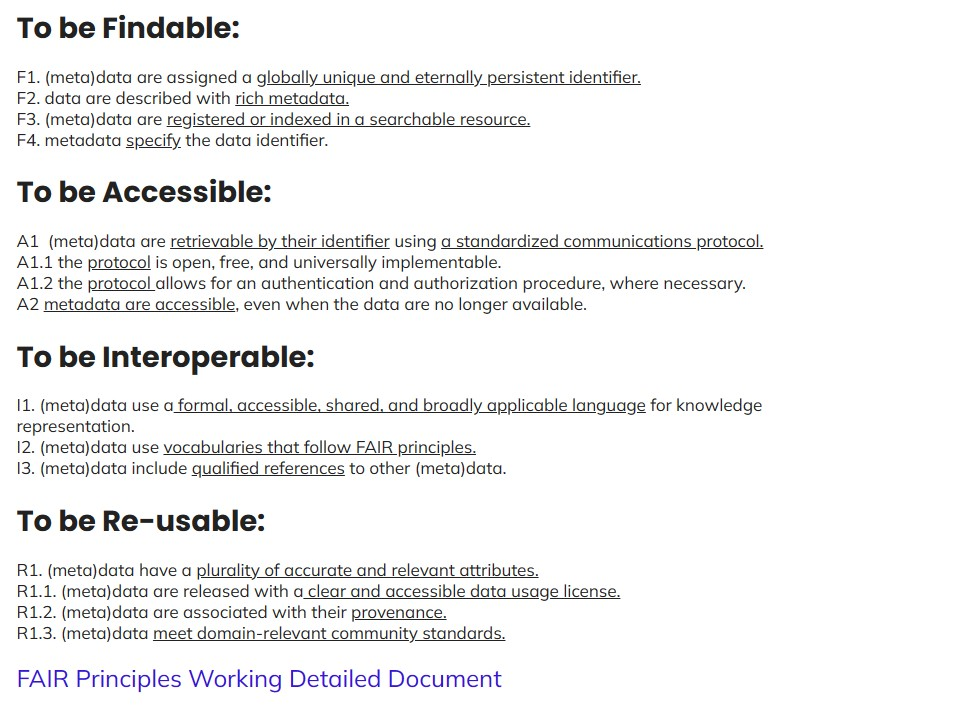 To be Findable:
F1. (meta)data are assigned a globally unique and eternally persistent identifier.
F2. data are described with rich metadata.
F3. (meta)data are registered or indexed in a searchable resource.
F4. metadata specify the data identifier.
To be Accessible:
A1  (meta)data are retrievable by their identifier using a standardized communications protocol.
A1.1 the protocol is open, free, and universally implementable.
A1.2 the protocol allows for an authentication and authorization procedure, where necessary.
A2 metadata are accessible, even when the data are no longer available.
To be Interoperable:
I1. (meta)data use a formal, accessible, shared, and broadly applicable language for knowledge
representation.
I2. (meta)data use vocabularies that follow FAIR principles.
I3. (meta)data include qualified references to other (meta)data.
To be Re-usable:
R1. (meta)data have a plurality of accurate and relevant attributes.
R1.1. (meta)data are released with a clear and accessible data usage license.
R1.2. (meta)data are associated with their provenance.
R1.3. (meta)data meet domain-relevant community standards.
FAIR Principles Working Detailed Document